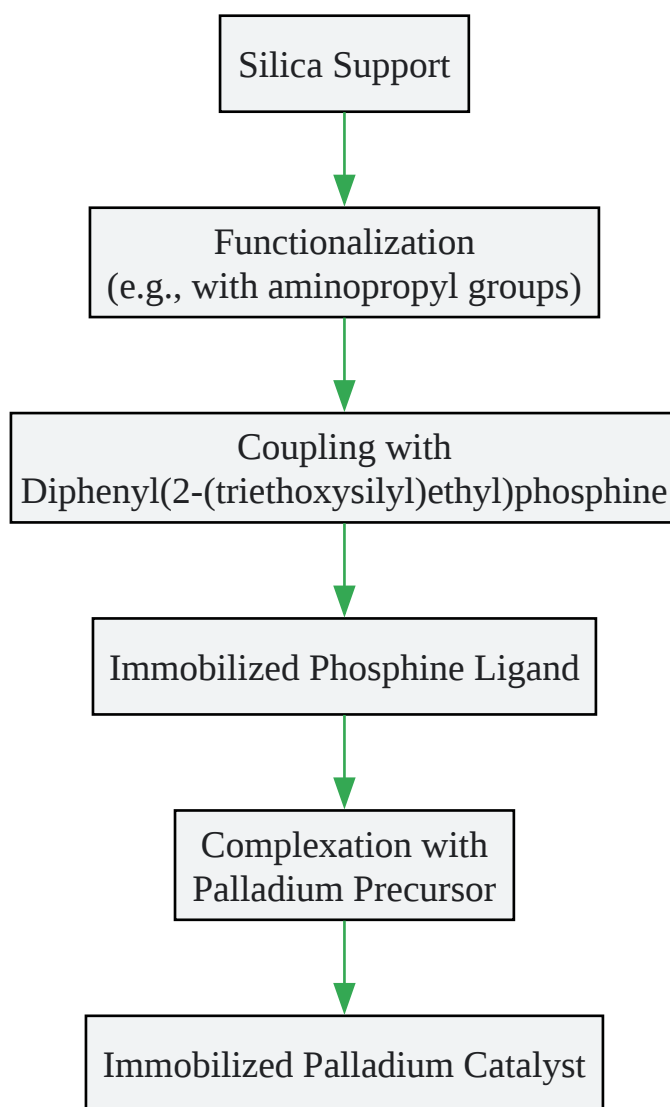 Silica Support
Functionalization
(e.g., with aminopropyl groups)
Coupling with
Diphenyl(2-(triethoxysilyl)ethyl)phosphine
Immobilized Phosphine Ligand
Complexation with
Palladium Precursor
Immobilized Palladium Catalyst